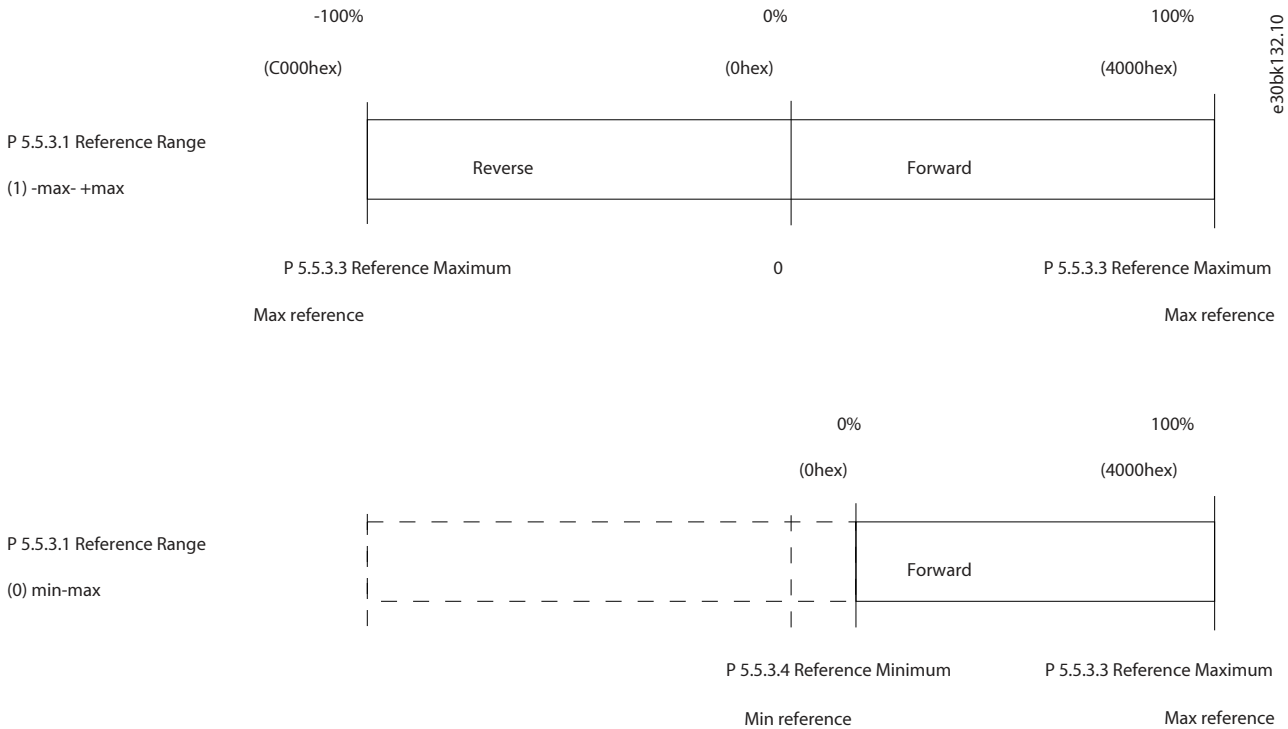 -100% 0% 100%
(C000hex) (0hex) (4000hex)
e30bk132.10
P 5.5.3.1 Reference Range
Reverse Forward
(1) -max- +max
P 5.5.3.3 Reference Maximum 0 P 5.5.3.3 Reference Maximum
Max reference Max reference
0% 100%
(0hex) (4000hex)
P 5.5.3.1 Reference Range
Forward
(0) min-max
P 5.5.3.4 Reference Minimum P 5.5.3.3 Reference Maximum
Min reference Max reference